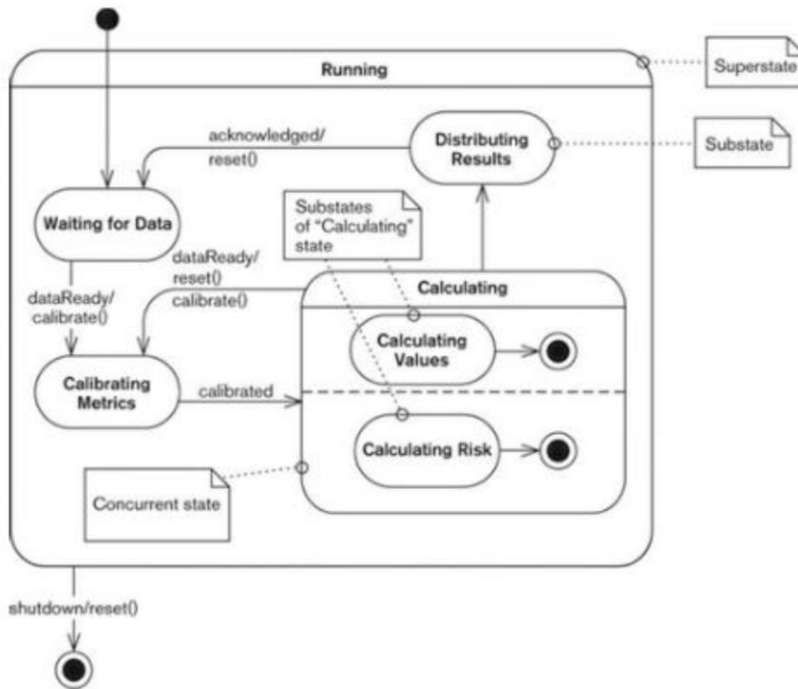 Running
Superstate
acknowledged/
reset()
Distributing
Results
Substate
Waiting for Data
Substates
of "Calculating"
state
dataReady/
calibrate()
dataReady/
reset()
calibrate()
Calculating
Calculating
Values
Calibrating
Metrics
calibrated
Calculating Risk
Concurrent state
shutdown/reset()